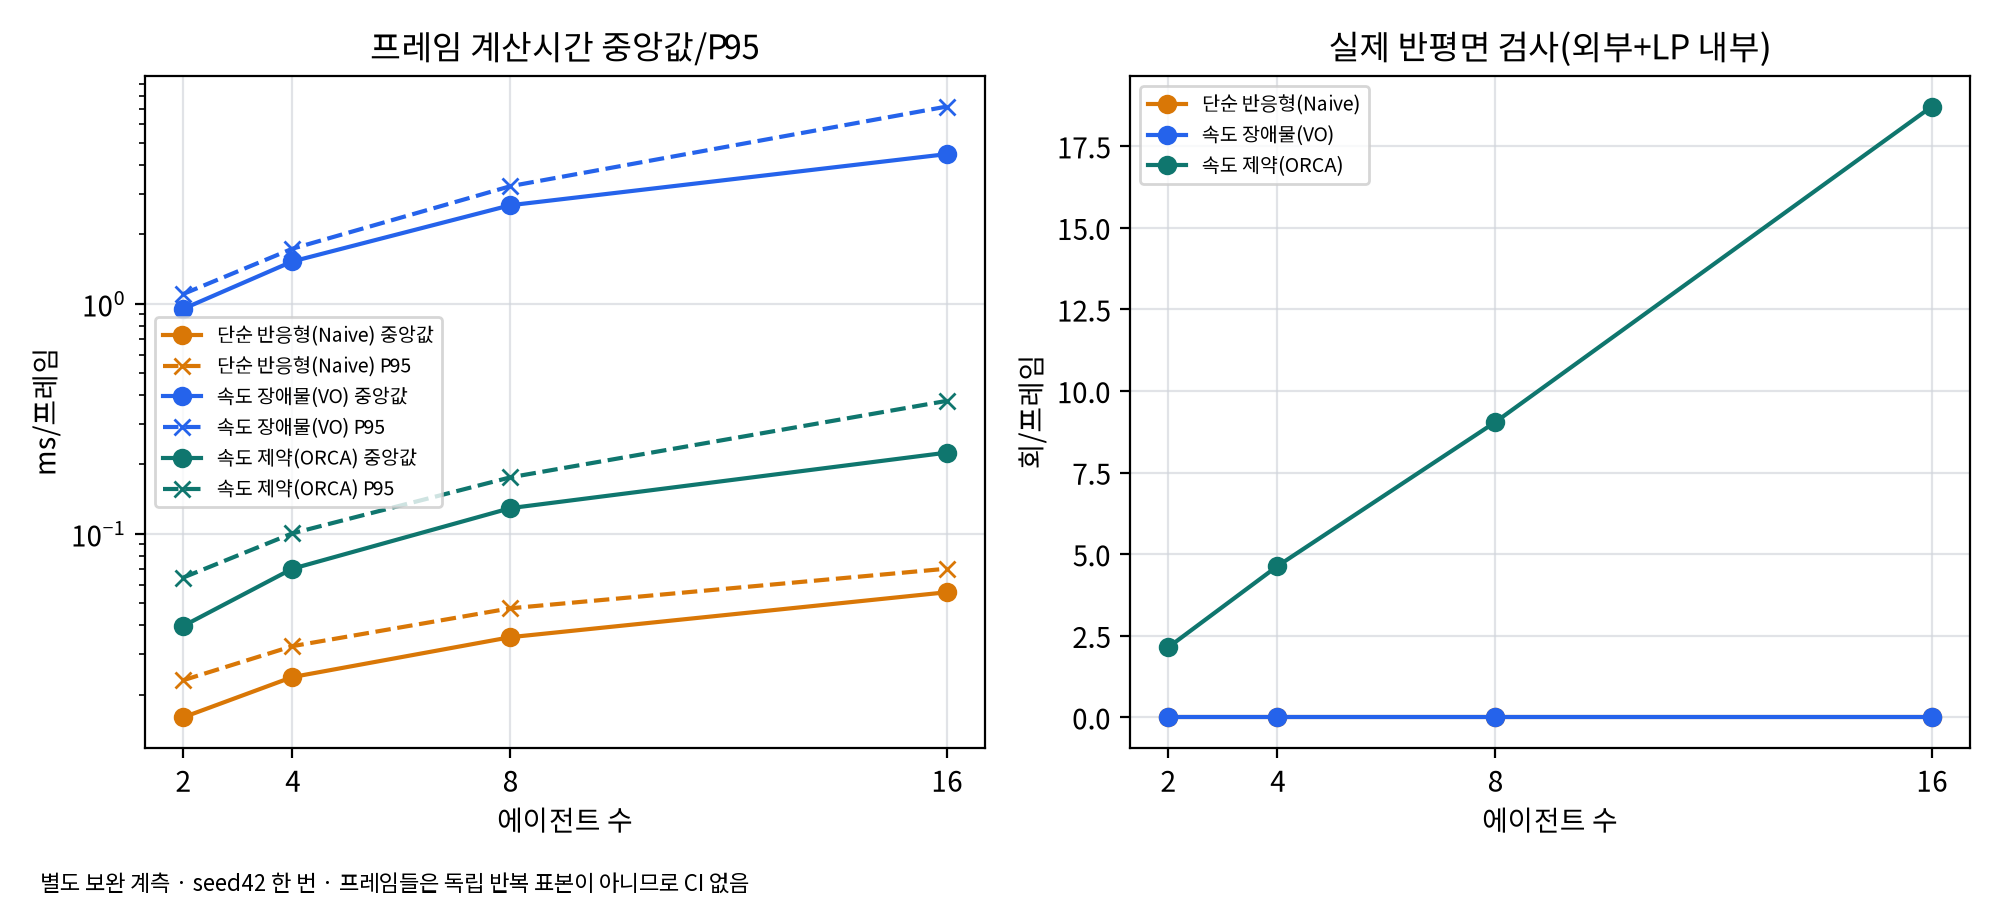 프레임 계산시간 중앙값/P95
ms/프레임
10⁰
10⁻¹
단순 반응형(Naive) 중앙값
단순 반응형(Naive) P95
속도 장애물(VO) 중앙값
속도 장애물(VO) P95
속도 제약(ORCA) 중앙값
속도 제약(ORCA) P95
2 4 8 16
에이전트 수
실제 반평면 검사(외부+LP 내부)
회/프레임
17.5
15.0
12.5
10.0
7.5
5.0
2.5
0.0
단순 반응형(Naive)
속도 장애물(VO)
속도 제약(ORCA)
2 4 8 16
에이전트 수
별도 보완 계측 · seed42 한 번 · 프레임들은 독립 반복 표본이 아니므로 CI 없음